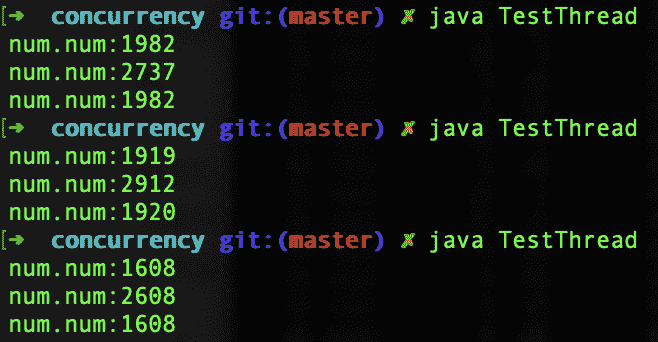 [➜ concurrency git:(master) ✗ java TestThread
num.num:1982
num.num:2737
num.num:1982
[➜ concurrency git:(master) ✗ java TestThread
num.num:1919
num.num:2912
num.num:1920
[➜ concurrency git:(master) ✗ java TestThread
num.num:1608
num.num:2608
num.num:1608